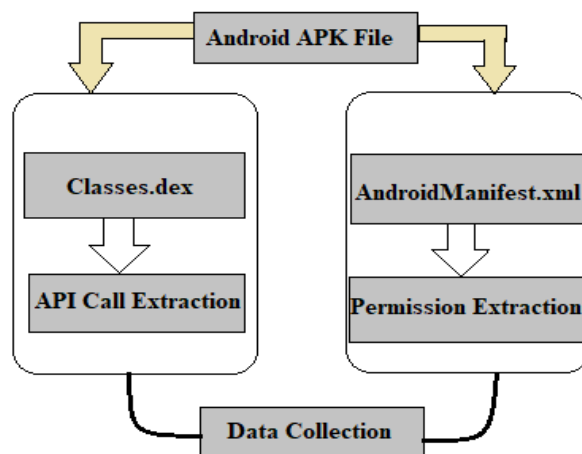 Android APK File
Classes.dex
API Call Extraction
AndroidManifest.xml
Permission Extraction
Data Collection